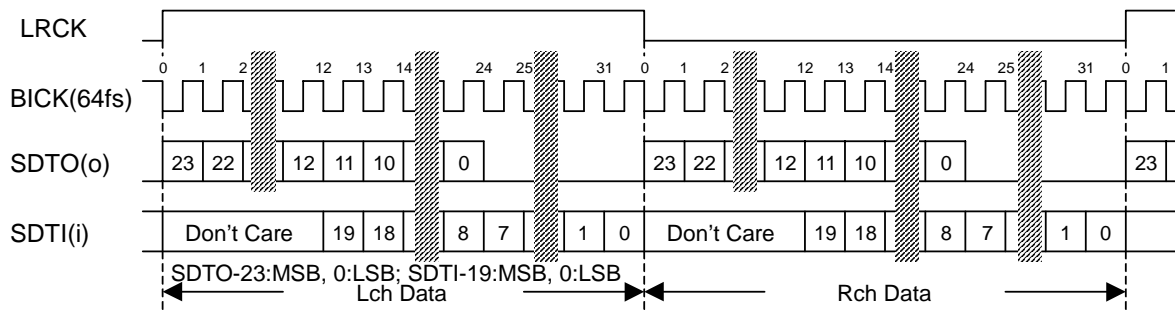 LRCK
0 1 2 12 13 14 24 25 31 0 1 2 12 13 14 24 25 31 0 1
BICK(64fs)
SDTO(o) 23 22 12 11 10 0 23 22 12 11 10 0 23
SDTI(i) Don't Care 19 18 8 7 1 0 Don't Care 19 18 8 7 1 0
SDTO-23:MSB, 0:LSB; SDTI-19:MSB, 0:LSB
Lch Data Rch Data